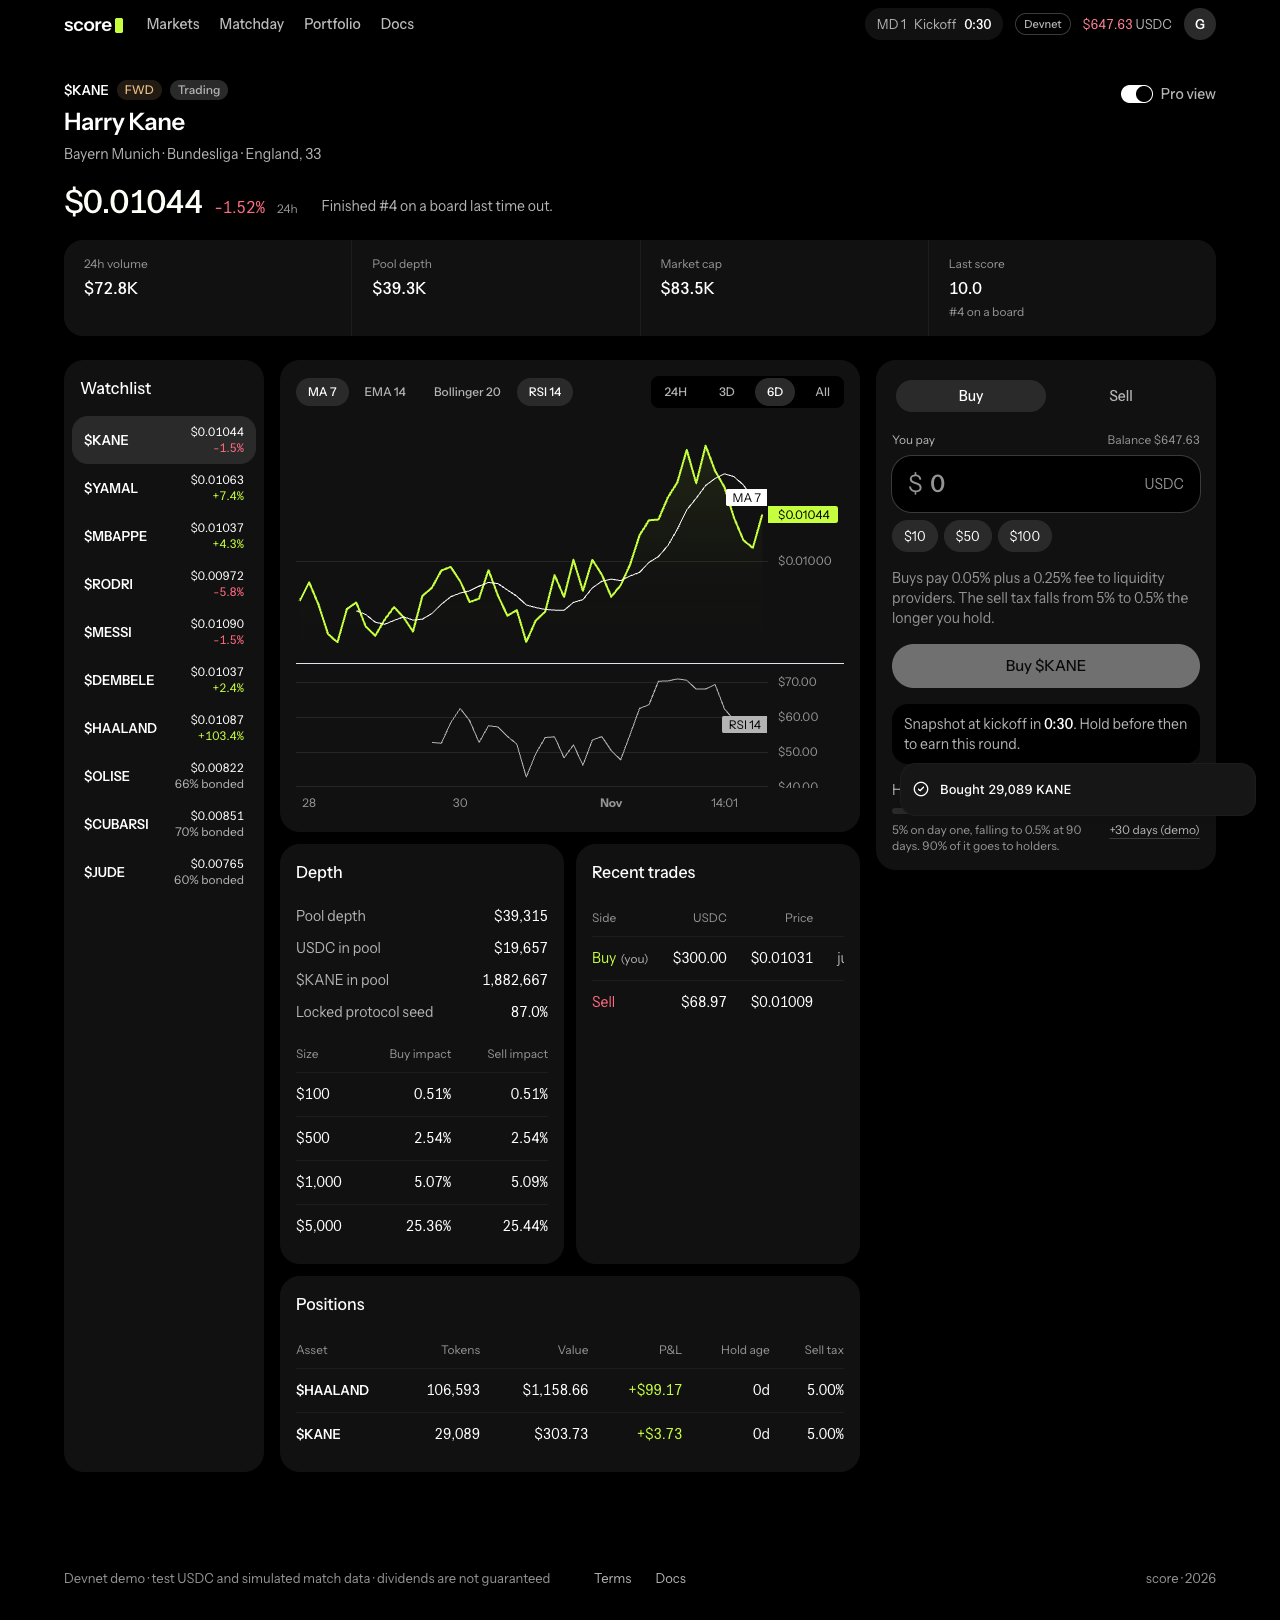 score Markets Matchday Portfolio Docs MD 1 Kickoff 0:30 Devnet $647.63 USDC G
$KANE FWD Trading
Pro view
Harry Kane
Bayern Munich · Bundesliga · England, 33
$0.01044 -1.52% 24h Finished #4 on a board last time out.
24h volume
$72.8K
Pool depth
$39.3K
Market cap
$83.5K
Last score
10.0
#4 on a board
Watchlist
$KANE $0.01044
-1.5%
$YAMAL $0.01063
+7.4%
$MBAPPE $0.01037
+4.3%
$RODRI $0.00972
-5.8%
$MESSI $0.01090
-1.5%
$DEMBELE $0.01037
+2.4%
$HAALAND $0.01087
+103.4%
$OLISE $0.00822
66% bonded
$CUBARSI $0.00851
70% bonded
$JUDE $0.00765
60% bonded
MA 7 EMA 14 Bollinger 20 RSI 14 24H 3D 6D All
MA 7
$0.01044
$0.01000
$70.00
$60.00
RSI 14
$50.00
$40.00
28 30 Nov 14:01
Buy Sell
You pay Balance $647.63
$ 0 USDC
$10 $50 $100
Buys pay 0.05% plus a 0.25% fee to liquidity
providers. The sell tax falls from 5% to 0.5% the
longer you hold.
Buy $KANE
Snapshot at kickoff in 0:30. Hold before then
to earn this round.
H
Bought 29,089 KANE
5% on day one, falling to 0.5% at 90
days. 90% of it goes to holders.
+30 days (demo)
Depth
Pool depth $39,315
USDC in pool $19,657
$KANE in pool 1,882,667
Locked protocol seed 87.0%
Size Buy impact Sell impact
$100 0.51% 0.51%
$500 2.54% 2.54%
$1,000 5.07% 5.09%
$5,000 25.36% 25.44%
Recent trades
Side USDC Price
Buy (you) $300.00 $0.01031
Sell $68.97 $0.01009
Positions
Asset Tokens Value P&L Hold age Sell tax
$HAALAND 106,593 $1,158.66 +$99.17 0d 5.00%
$KANE 29,089 $303.73 +$3.73 0d 5.00%
Devnet demo · test USDC and simulated match data · dividends are not guaranteed Terms Docs score · 2026